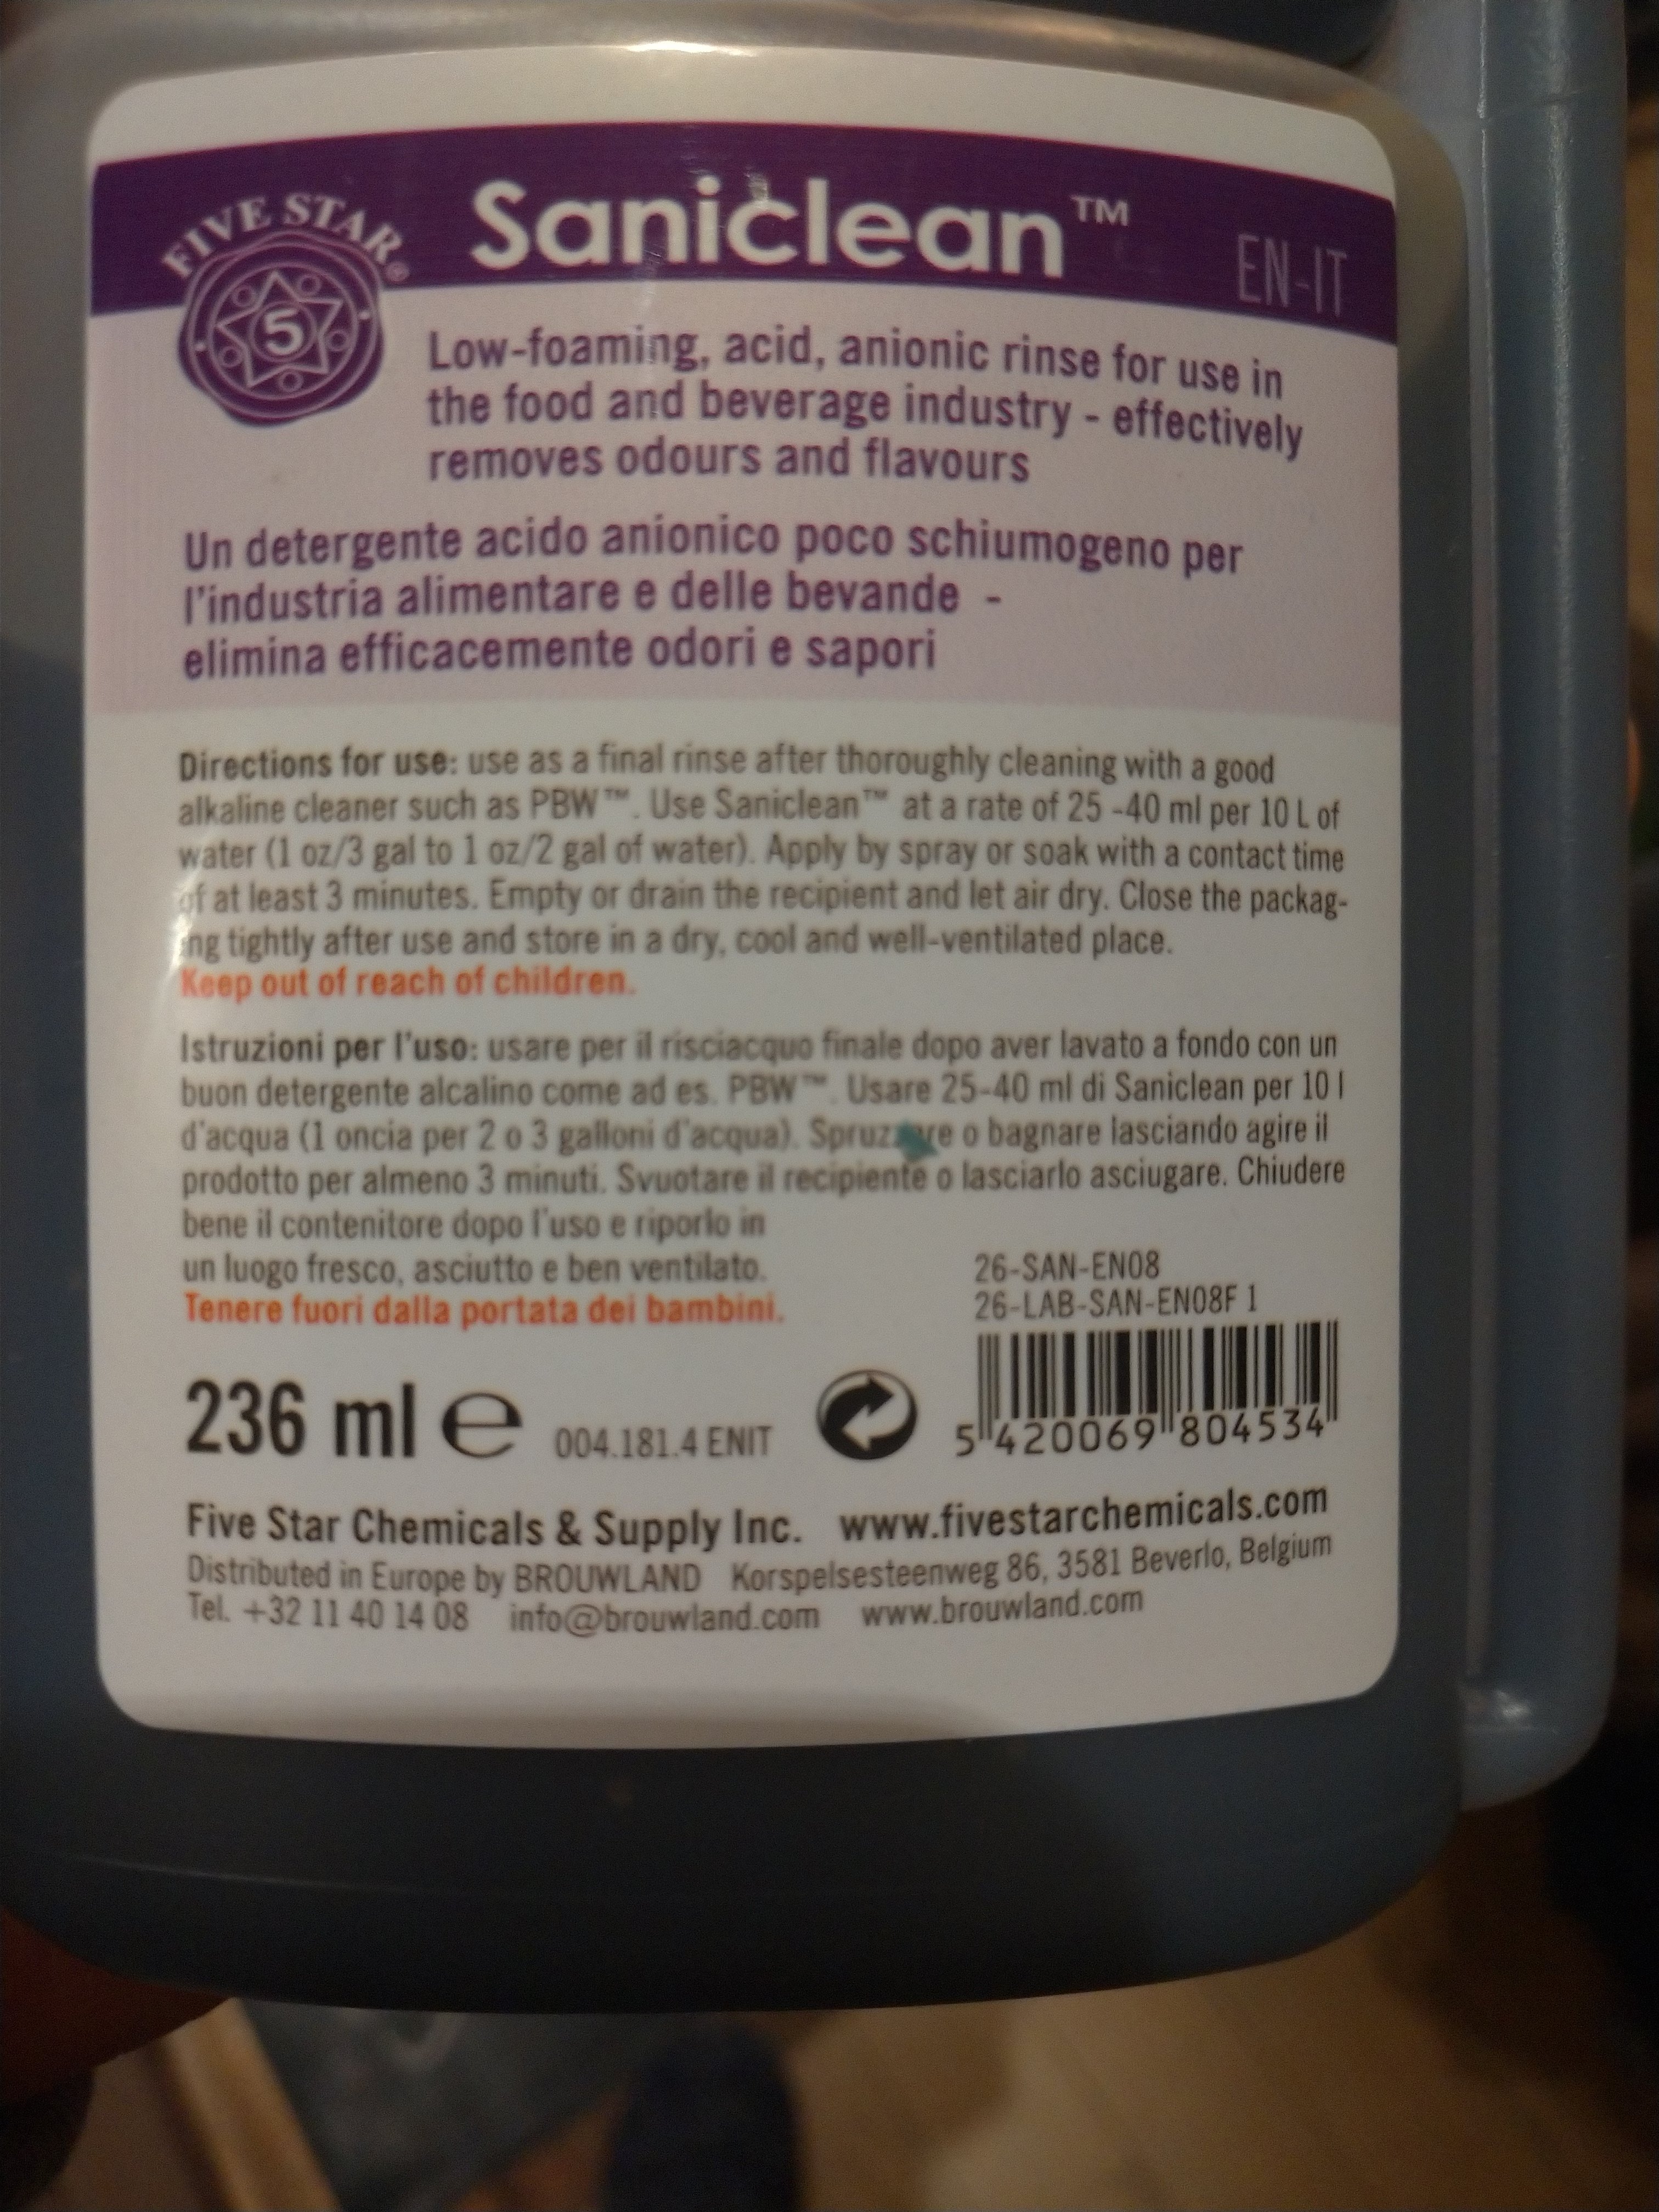 FIVE STAR®
5
Saniclean™
EN-IT
Low-foaming, acid, anionic rinse for use in
the food and beverage industry - effectively
removes odours and flavours
Un detergente acido anionico poco schiumogeno per
l'industria alimentare e delle bevande -
elimina efficacemente odori e sapori
Directions for use: use as a final rinse after thoroughly cleaning with a good
alkaline cleaner such as PBW™. Use Saniclean™ at a rate of 25 -40 ml per 10 L of
water (1 oz/3 gal to 1 oz/2 gal of water). Apply by spray or soak with a contact time
of at least 3 minutes. Empty or drain the recipient and let air dry. Close the packag-
ing tightly after use and store in a dry, cool and well-ventilated place.
Keep out of reach of children.
Istruzioni per l'uso: usare per il risciacquo finale dopo aver lavato a fondo con un
buon detergente alcalino come ad es. PBW™. Usare 25-40 ml di Saniclean per 10 l
d'acqua (1 oncia per 2 o 3 galloni d'acqua). Spruzzare o bagnare lasciando agire il
prodotto per almeno 3 minuti. Svuotare il recipiente o lasciarlo asciugare. Chiudere
bene il contenitore dopo l'uso e riporlo in
un luogo fresco, asciutto e ben ventilato.
Tenere fuori dalla portata dei bambini.
26-SAN-EN08
26-LAB-SAN-EN08F 1
5 420069 804534
236 ml e 004.181.4 ENIT
Five Star Chemicals & Supply Inc. www.fivestarchemicals.com
Distributed in Europe by BROUWLAND Korspelsesteenweg 86, 3581 Beverlo, Belgium
Tel. +32 11 40 14 08 info@brouwland.com www.brouwland.com